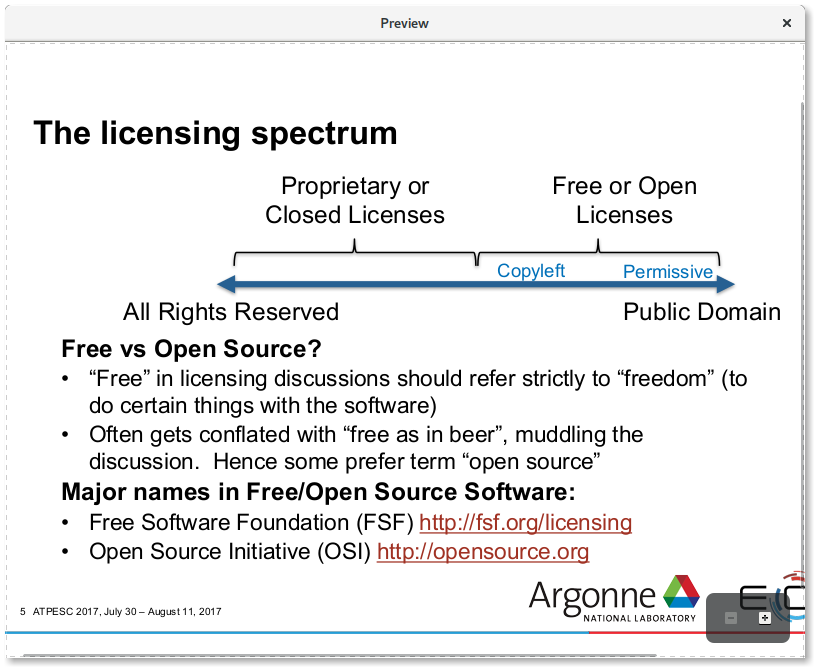 Preview
The licensing spectrum
Proprietary or
Closed Licenses
Free or Open
Licenses
Copyleft
Permissive
All Rights Reserved
Public Domain
Free vs Open Source?
• “Free” in licensing discussions should refer strictly to “freedom” (to
do certain things with the software)
• Often gets conflated with “free as in beer”, muddling the
discussion.  Hence some prefer term “open source”
Major names in Free/Open Source Software:
• Free Software Foundation (FSF) http://fsf.org/licensing
• Open Source Initiative (OSI) http://opensource.org
5 ATPESC 2017, July 30 – August 11, 2017
Argonne
NATIONAL LABORATORY